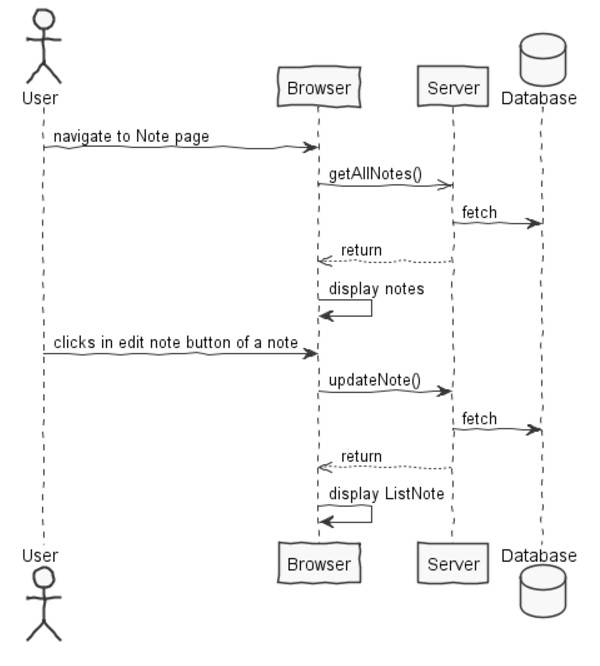 User
Browser
Server
Database
navigate to Note page
getAllNotes()
fetch
return
display notes
clicks in edit note button of a note
updateNote()
fetch
return
display ListNote
User
Browser
Server
Database